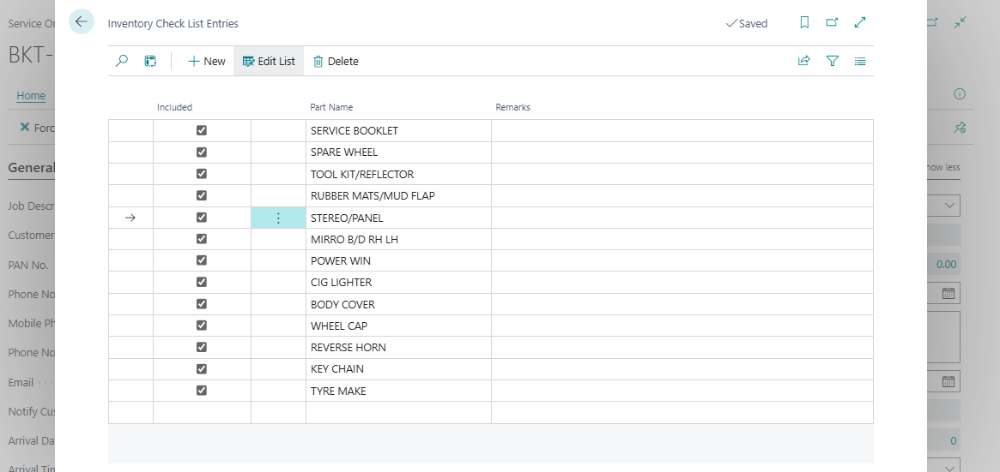 Service Or
Inventory Check List Entries
Saved
BKT-
New
Edit List
Delete
Home
Included
Part Name
Remarks
Forc
SERVICE BOOKLET
SPARE WHEEL
General
now less
TOOL KIT/REFLECTOR
RUBBER MATS/MUD FLAP
Job Descr
STEREO/PANEL
Customer
MIRRO B/D RH LH
PAN No.
POWER WIN
0.00
CIG LIGHTER
Phone No
BODY COVER
Mobile Ph
WHEEL CAP
Phone No
REVERSE HORN
KEY CHAIN
Email
TYRE MAKE
Notify Cus
Arrival Da
0
Arrival Tim